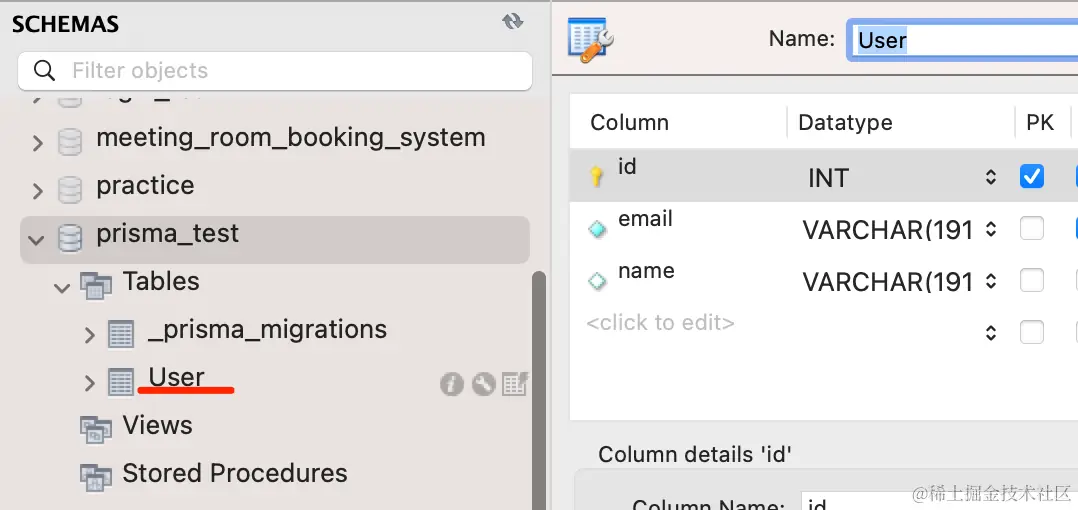 SCHEMAS
Filter objects
meeting_room_booking_system
practice
prisma_test
Tables
_prisma_migrations
User
Views
Stored Procedures
Name: User
Column Datatype PK
id INT
email VARCHAR(191
name VARCHAR(191
<click to edit>
Column details 'id'
Column Name: id
@稀土掘金技术社区